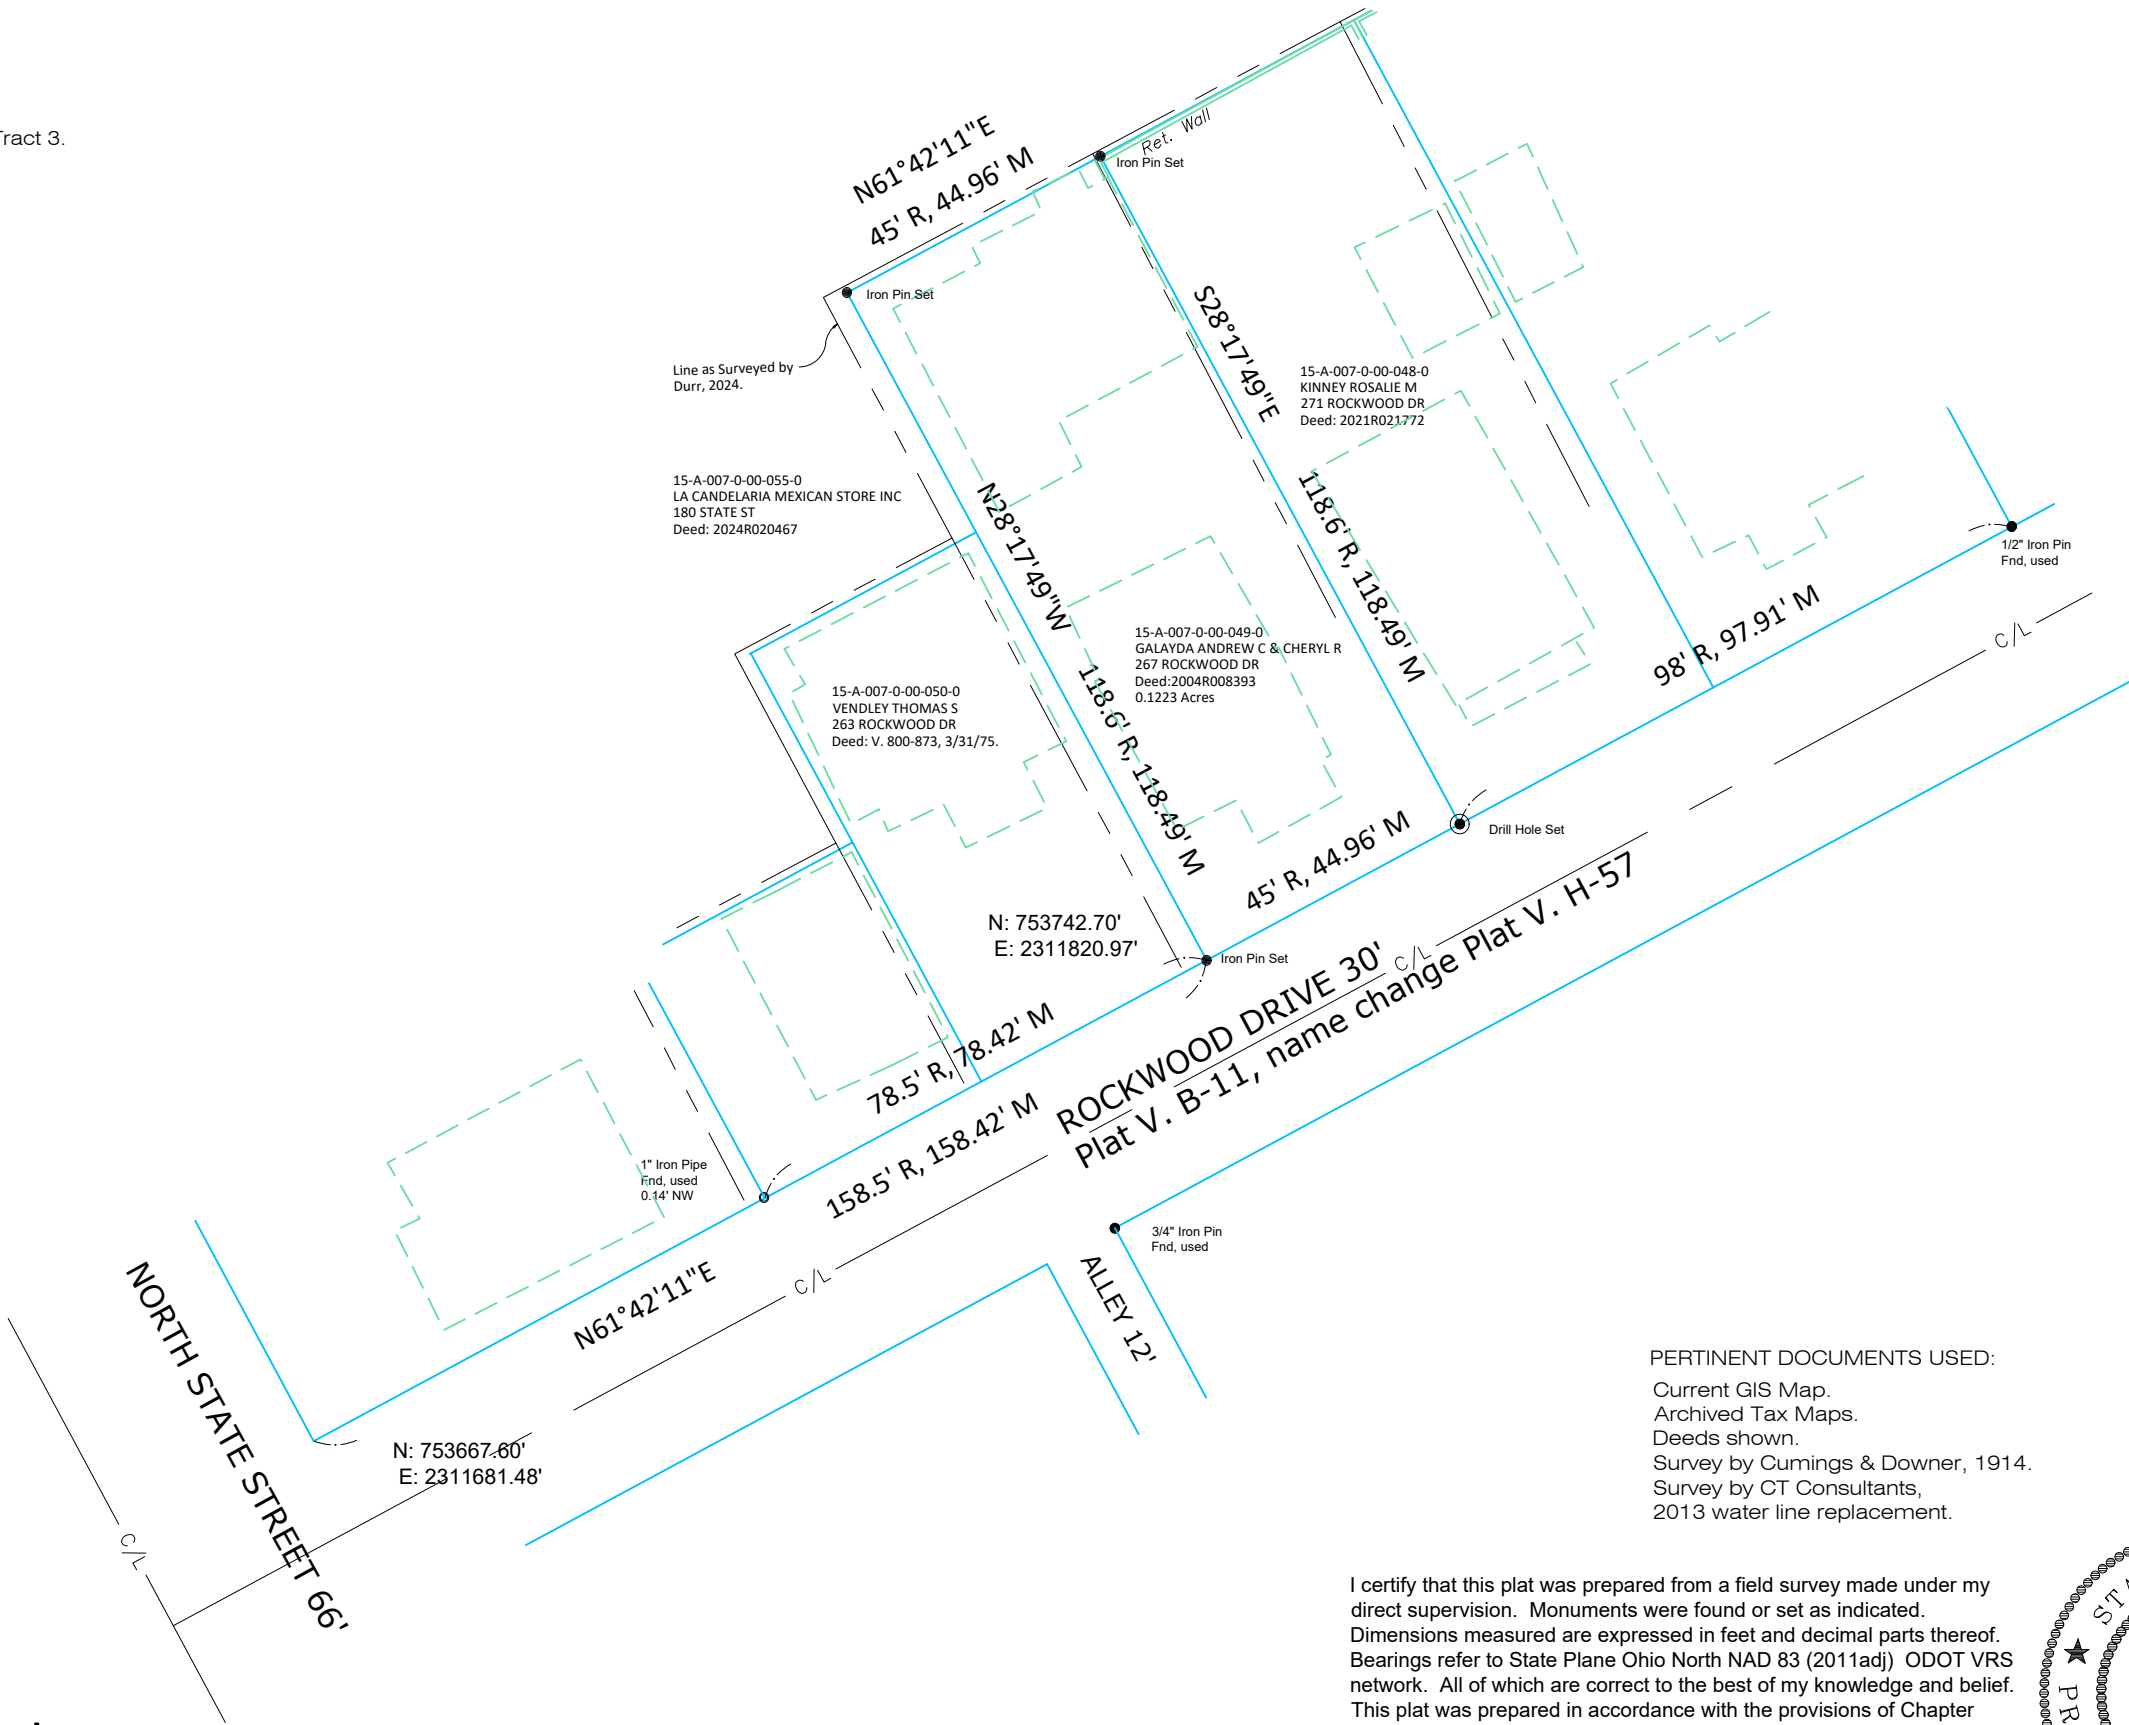 Tract 3.
N61°42'11"E
45' R, 44.96' M
Ret. Wall
Iron Pin Set
Iron Pin Set
Line as Surveyed by
Durr, 2024.
S28°17'49"E
118.6' R, 118.49' M
15-A-007-0-00-048-0
KINNEY ROSALIE M
271 ROCKWOOD DR
Deed: 2021R021772
15-A-007-0-00-055-0
LA CANDELARIA MEXICAN STORE INC
180 STATE ST
Deed: 2024R020467
N28°17'49"W
118.6' R, 118.49' M
1/2" Iron Pin
Fnd, used
98' R, 97.91' M
C/L
15-A-007-0-00-049-0
GALAYDA ANDREW C & CHERYL R
267 ROCKWOOD DR
Deed:2004R008393
0.1223 Acres
15-A-007-0-00-050-0
VENDLEY THOMAS S
263 ROCKWOOD DR
Deed: V. 800-873, 3/31/75.
Drill Hole Set
45' R, 44.96' M
N: 753742.70'
E: 2311820.97'
Iron Pin Set
ROCKWOOD DRIVE 30'
C/L
Plat V. B-11, name change Plat V. H-57
78.5' R, 78.42' M
158.5' R, 158.42' M
1" Iron Pipe
Fnd, used
0.14' NW
3/4" Iron Pin
Fnd, used
ALLEY 12'
C/L
N61°42'11"E
NORTH STATE STREET 66'
N: 753667.60'
E: 2311681.48'
C/L
PERTINENT DOCUMENTS USED:
Current GIS Map.
Archived Tax Maps.
Deeds shown.
Survey by Cumings & Downer, 1914.
Survey by CT Consultants,
2013 water line replacement.
I certify that this plat was prepared from a field survey made under my
direct supervision. Monuments were found or set as indicated.
Dimensions measured are expressed in feet and decimal parts thereof.
Bearings refer to State Plane Ohio North NAD 83 (2011adj) ODOT VRS
network. All of which are correct to the best of my knowledge and belief.
This plat was prepared in accordance with the provisions of Chapter